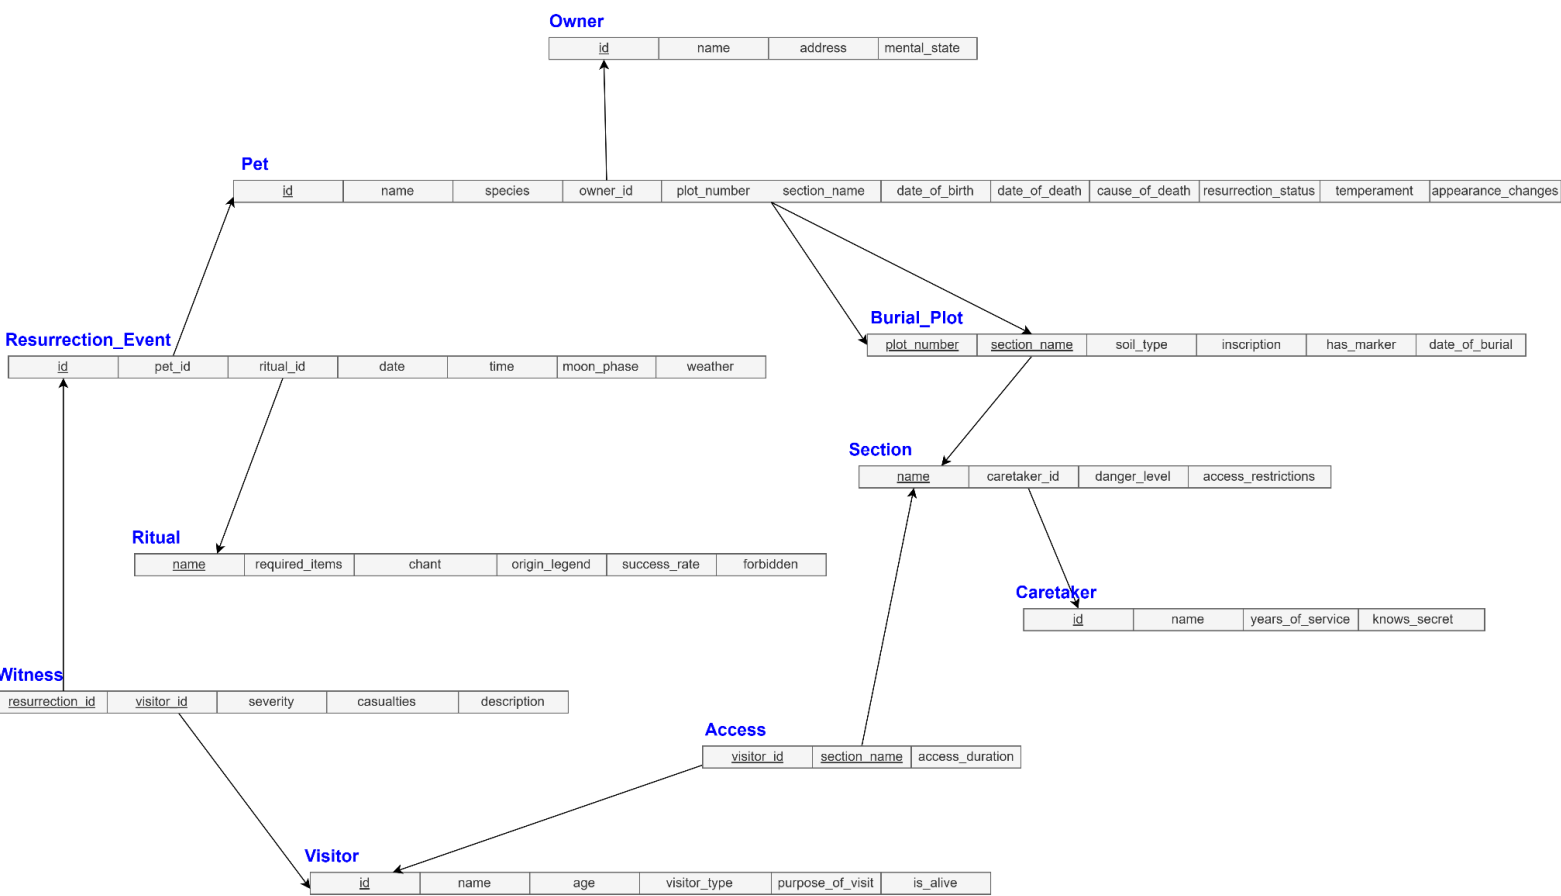 Owner
id name address mental_state
Pet
id name species owner_id plot_number section_name date_of_birth date_of_death cause_of_death resurrection_status temperament appearance_changes
Burial_Plot
plot_number section_name soil_type inscription has_marker date_of_burial
Resurrection_Event
id pet_id ritual_id date time moon_phase weather
Section
name caretaker_id danger_level access_restrictions
Ritual
name required_items chant origin_legend success_rate forbidden
Caretaker
id name years_of_service knows_secret
Witness
resurrection_id visitor_id severity casualties description
Access
visitor_id section_name access_duration
Visitor
id name age visitor_type purpose_of_visit is_alive